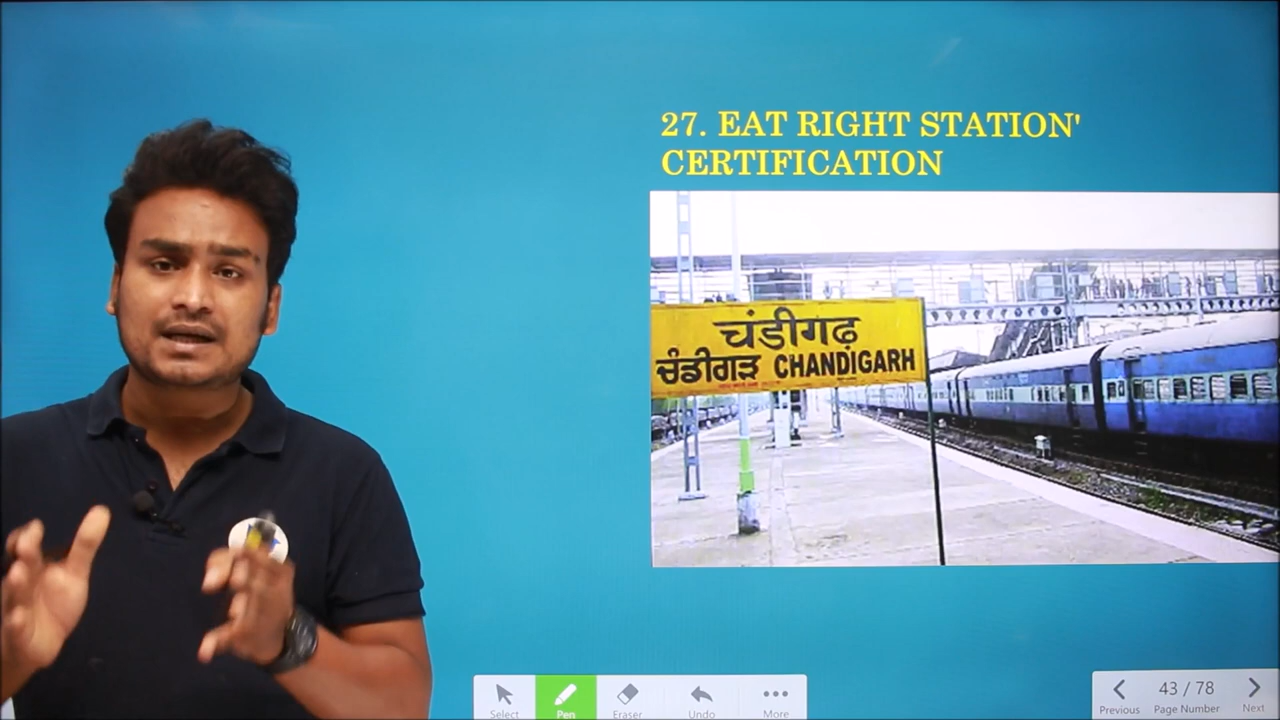 27. EAT RIGHT STATION'
CERTIFICATION
चंडीगढ़
ਚੰਡੀਗੜ CHANDIGARH
Select
Pen
Eraser
Undo
More
43 / 78
Previous
Page Number
Next